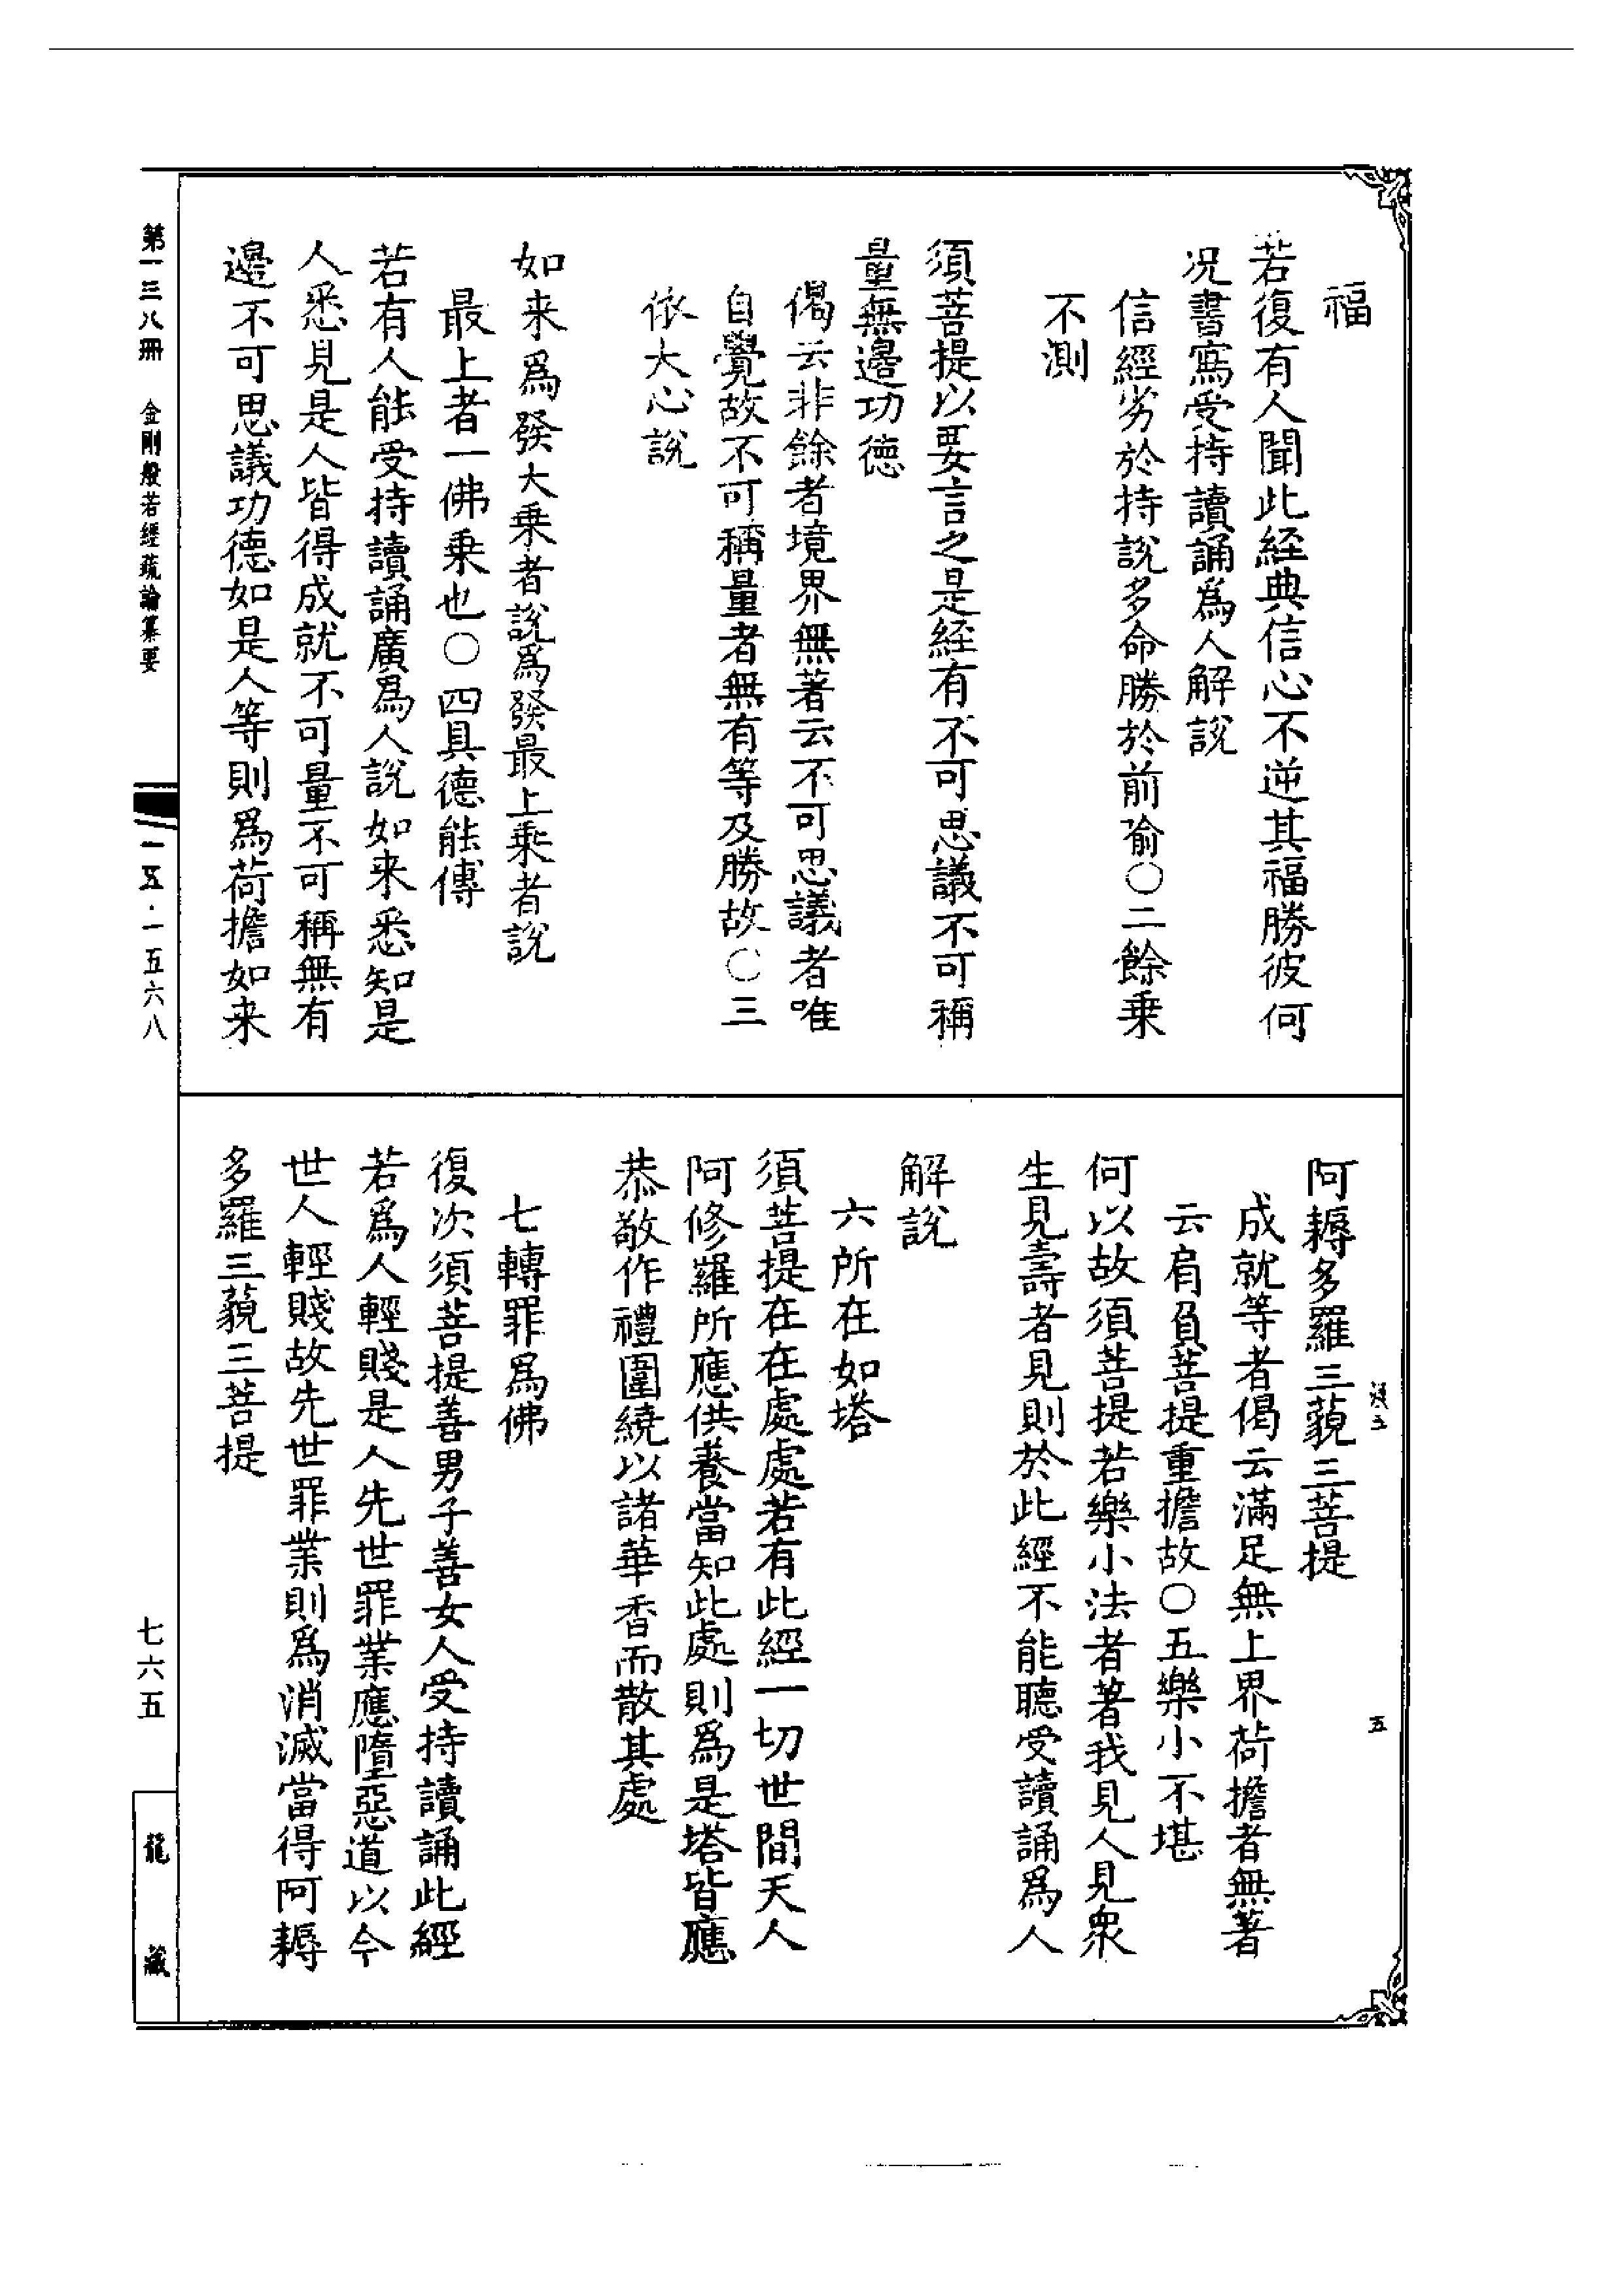 福
若復有人聞此経典信心不逆其福勝彼何
况書寫受持讀誦爲人解說
信經劣於持說多命勝於前喻〇二餘乗
不測
須菩提以要言之是経有不可思議不可稱
量無邊功德
偈云非餘者境界無著云不可思議者唯
自覺故不可稱量者無有等及勝故〇三
依大心說
如来爲發大乗者說爲發最上乗者說
最上者一佛乗也〇四具德能傳
若有人能受持讀誦廣爲人說如来悉知是
人悉見是人皆得成就不可量不可稱無有
邊不可思議功德如是人等則爲荷擔如来
阿耨多羅三藐三菩提
成就等者偈云滿足無上界荷擔者無著
云肩負菩提重擔故〇五樂小不堪
何以故須菩提若樂小法者著我見人見衆
生見壽者見則於此經不能聽受讀誦爲人
解說
六所在如塔
須菩提在在處處若有此經一切世間天人
阿修羅所應供養當知此處則爲是塔皆應
恭敬作禮圍繞以諸華香而散其處
七轉罪爲佛
復次須菩提善男子善女人受持讀誦此經
若爲人輕賤是人先世罪業應墮惡道以今
世人輕賤故先世罪業則爲消滅當得阿耨
多羅三藐三菩提
五
第一三八冊 金剛般若經疏論纂要
一五·一五六八
七六五
龍藏